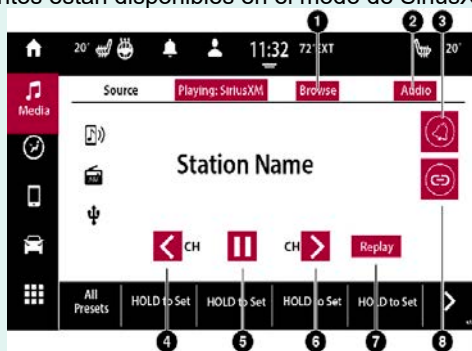 están disponibles en el modo de
1 2 3
20° 11:32 72°EXT 20°
Source Playing: SiriusXM Browse Audio
Media
Station Name
CH CH Replay
All Presets HOLD to Set HOLD to Set HOLD to Set HOLD to Set
4 5 6 7 8